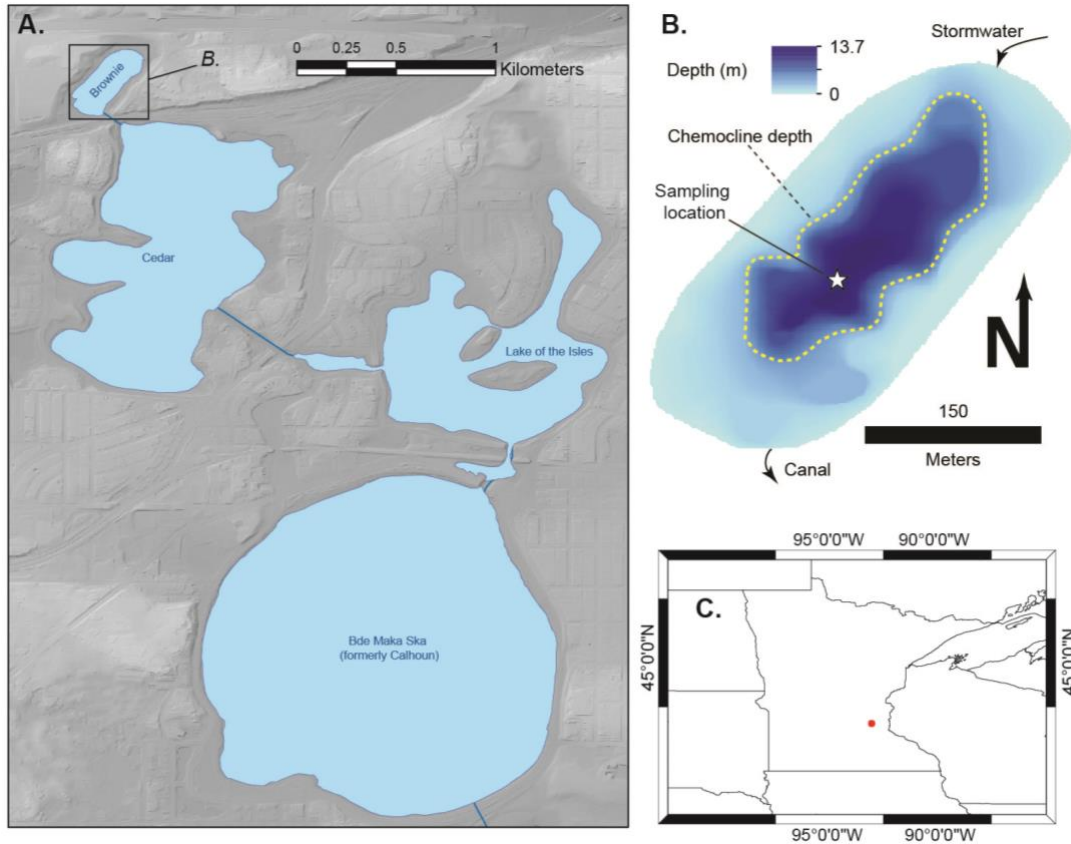 A.
B.
Brownie
0 0.25 0.5 1
Kilometers
Cedar
Lake of the Isles
Bde Maka Ska
(formerly Calhoun)
B.
Stormwater
13.7
Depth (m)
0
Chemocline depth
Sampling
location
N
150
Meters
Canal
95°0'0"W 90°0'0"W
C.
45°0'0"N
45°0'0"N
95°0'0"W 90°0'0"W